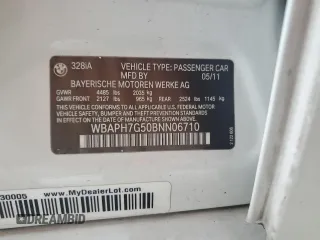 328iA
VEHICLE TYPE: PASSENGER CAR
05/11
BAYERISCHE MOTOREN WERKE AG
GVWR 4485 lbs 2035 kg
GAWR FRONT 2127 lbs 965 kg REAR 2524 lbs 1145 kg
THIS VEHICLE CONFORMS TO ALL APPLICABLE U.S. FEDERAL MOTOR VEHICLE SAFETY, BUMPER, AND THEFT PREVENTION STANDARDS IN EFFECT ON THE DATE OF MANUFACTURE SHOWN ABOVE.
WBAPH7G50BNN06710
www.MyDealerLot.com
DREAMBID